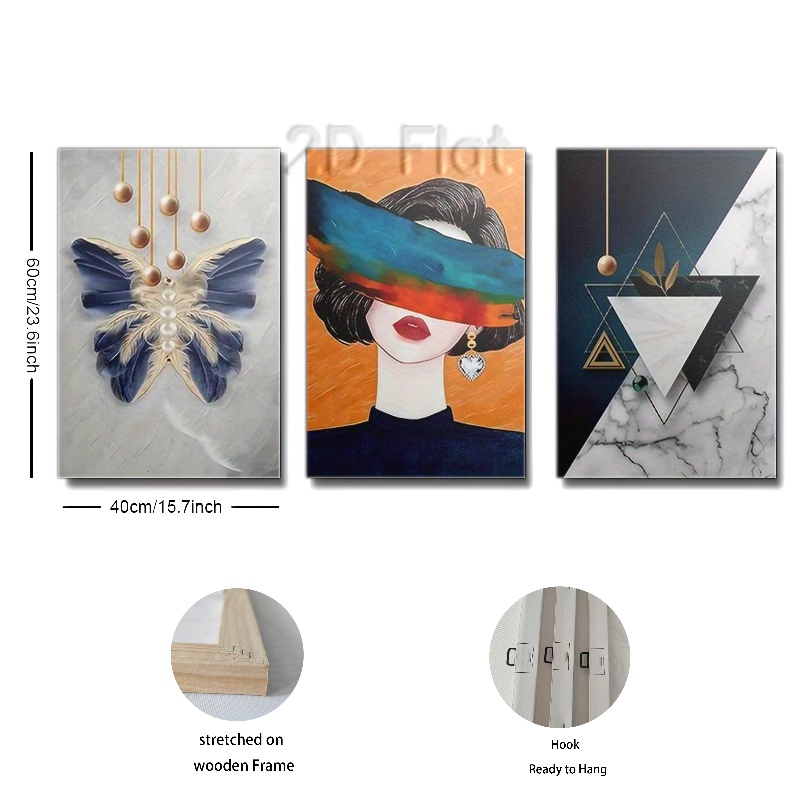 2D Flat
60cm/23.6inch
40cm/15.7inch
stretched on
wooden Frame
Hook
Ready to Hang